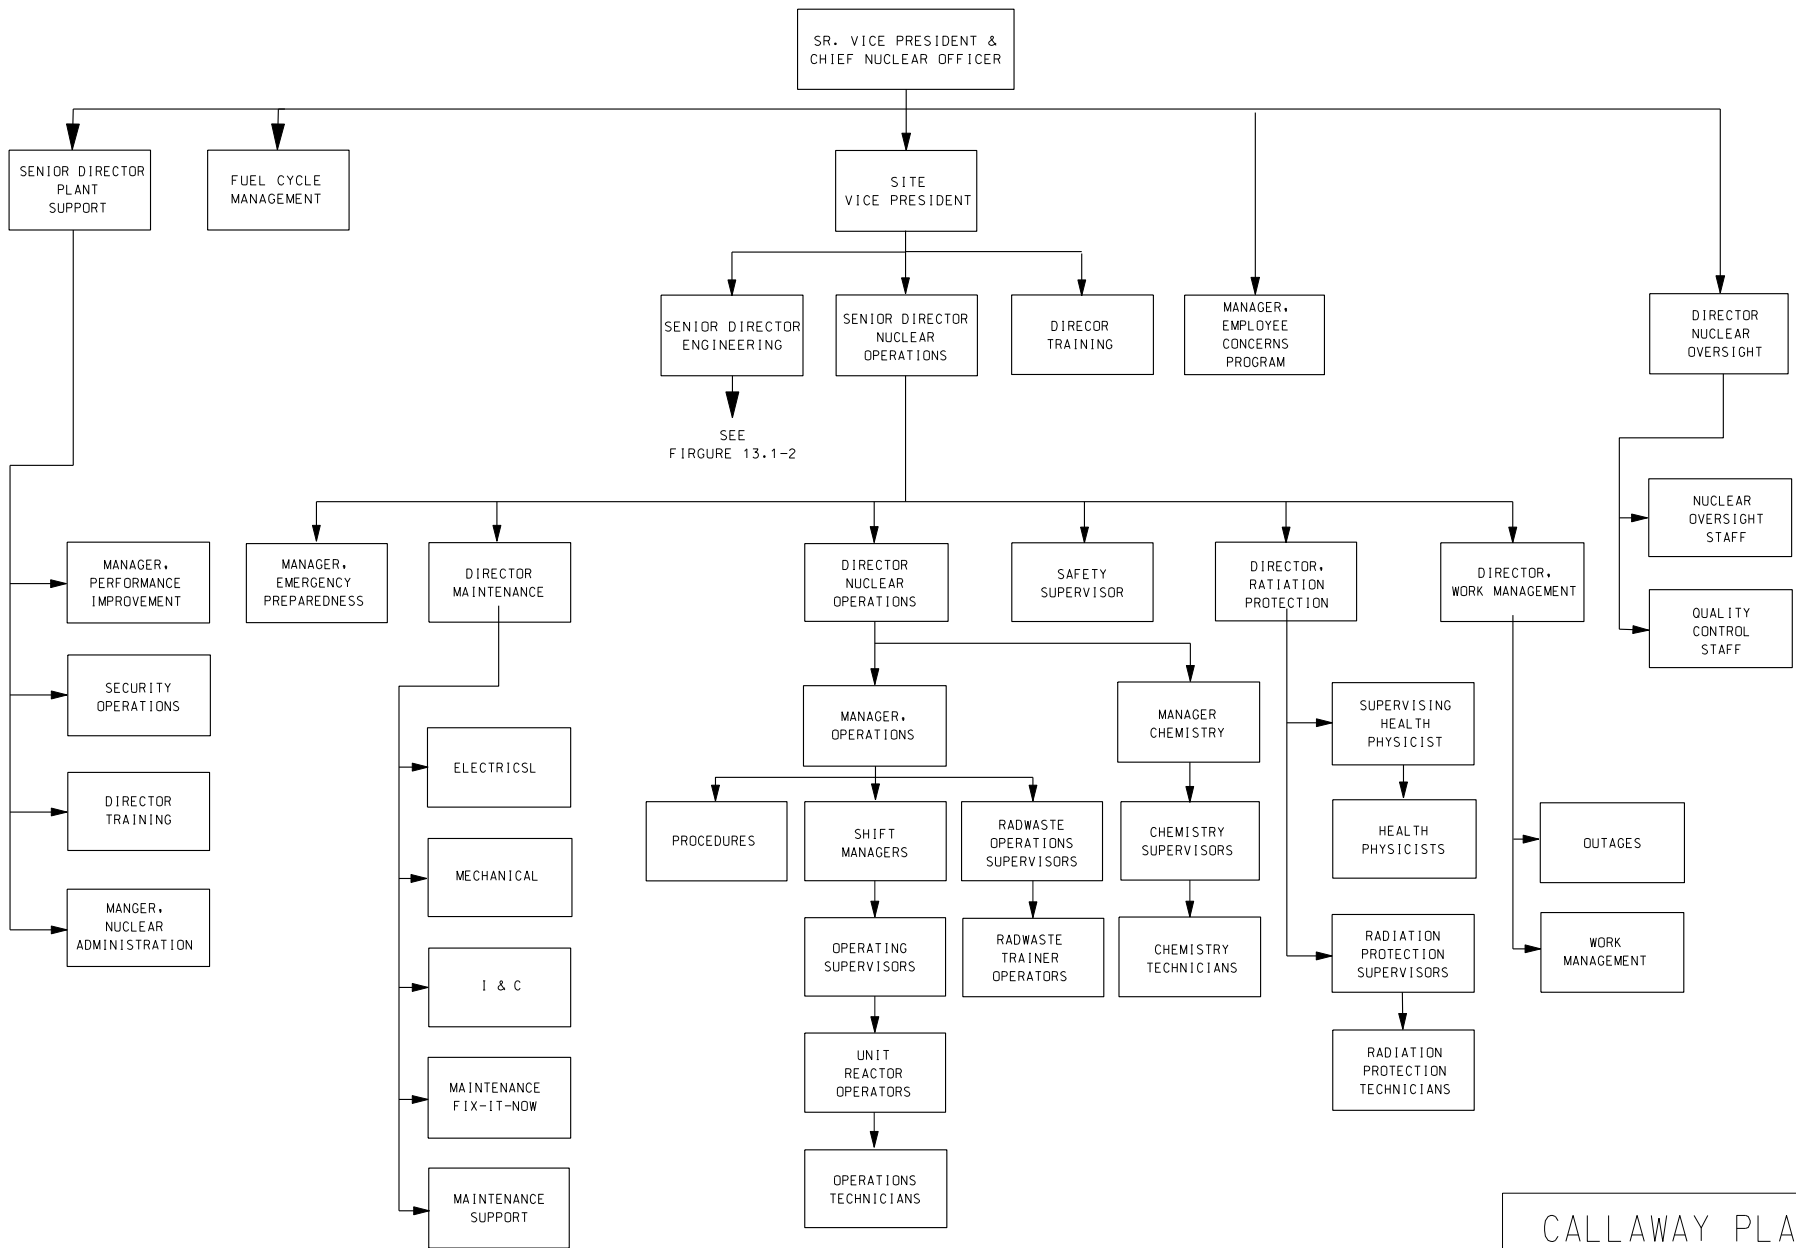 SR. VICE PRESIDENT &
CHIEF NUCLEAR OFFICER
SENIOR DIRECTOR
PLANT
SUPPORT
FUEL CYCLE
MANAGEMENT
SITE
VICE PRESIDENT
SENIOR DIRECTOR
ENGINEERING
SENIOR DIRECTOR
NUCLEAR
OPERATIONS
DIRECOR
TRAINING
MANAGER,
EMPLOYEE
CONCERNS
PROGRAM
DIRECTOR
NUCLEAR
OVERSIGHT
SEE
FIRGURE 13.1-2
NUCLEAR
OVERSIGHT
STAFF
QUALITY
CONTROL
STAFF
MANAGER,
PERFORMANCE
IMPROVEMENT
SECURITY
OPERATIONS
DIRECTOR
TRAINING
MANGER,
NUCLEAR
ADMINISTRATION
MANAGER,
EMERGENCY
PREPAREDNESS
DIRECTOR
MAINTENANCE
DIRECTOR
NUCLEAR
OPERATIONS
SAFETY
SUPERVISOR
DIRECTOR,
RATIATION
PROTECTION
DIRECTOR,
WORK MANAGEMENT
ELECTRICSL
MECHANICAL
I & C
MAINTENANCE
FIX-IT-NOW
MAINTENANCE
SUPPORT
MANAGER,
OPERATIONS
MANAGER
CHEMISTRY
SUPERVISING
HEALTH
PHYSICIST
PROCEDURES
SHIFT
MANAGERS
RADWASTE
OPERATIONS
SUPERVISORS
CHEMISTRY
SUPERVISORS
HEALTH
PHYSICISTS
OUTAGES
OPERATING
SUPERVISORS
RADWASTE
TRAINER
OPERATORS
CHEMISTRY
TECHNICIANS
RADIATION
PROTECTION
SUPERVISORS
WORK
MANAGEMENT
UNIT
REACTOR
OPERATORS
RADIATION
PROTECTION
TECHNICIANS
OPERATIONS
TECHNICIANS
CALLAWAY PLA